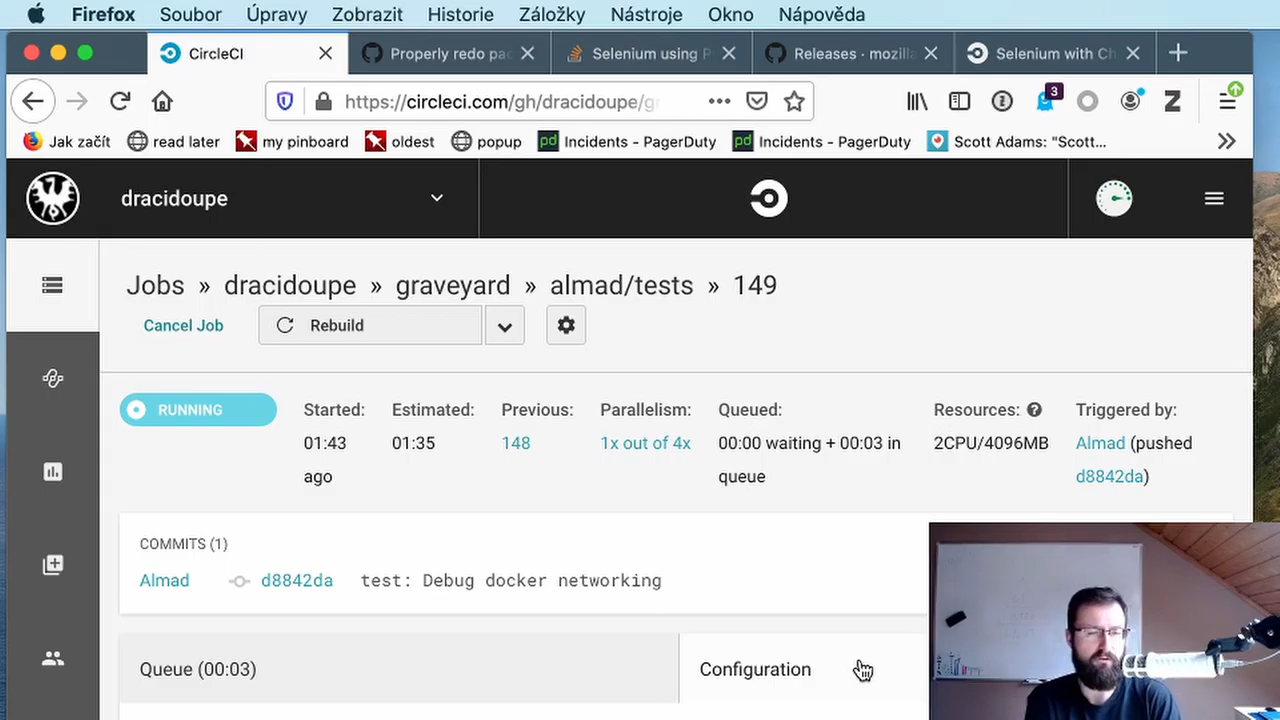 Firefox Soubor Úpravy Zobrazit Historie Záložky Nástroje Okno Nápověda
CircleCI Properly redo pac Selenium using P Releases · mozilla Selenium with Ch
https://circleci.com/gh/dracidoupe/gr 3
Jak začít read later my pinboard oldest popup Incidents - PagerDuty Incidents - PagerDuty Scott Adams: "Scott...
dracidoupe
Jobs » dracidoupe » graveyard » almad/tests » 149
Cancel Job Rebuild
RUNNING Started: Estimated: Previous: Parallelism: Queued: Resources: Triggered by:
01:43 01:35 148 1x out of 4x 00:00 waiting + 00:03 in 2CPU/4096MB Almad (pushed
ago queue d8842da)
COMMITS (1)
Almad d8842da test: Debug docker networking
Queue (00:03) Configuration